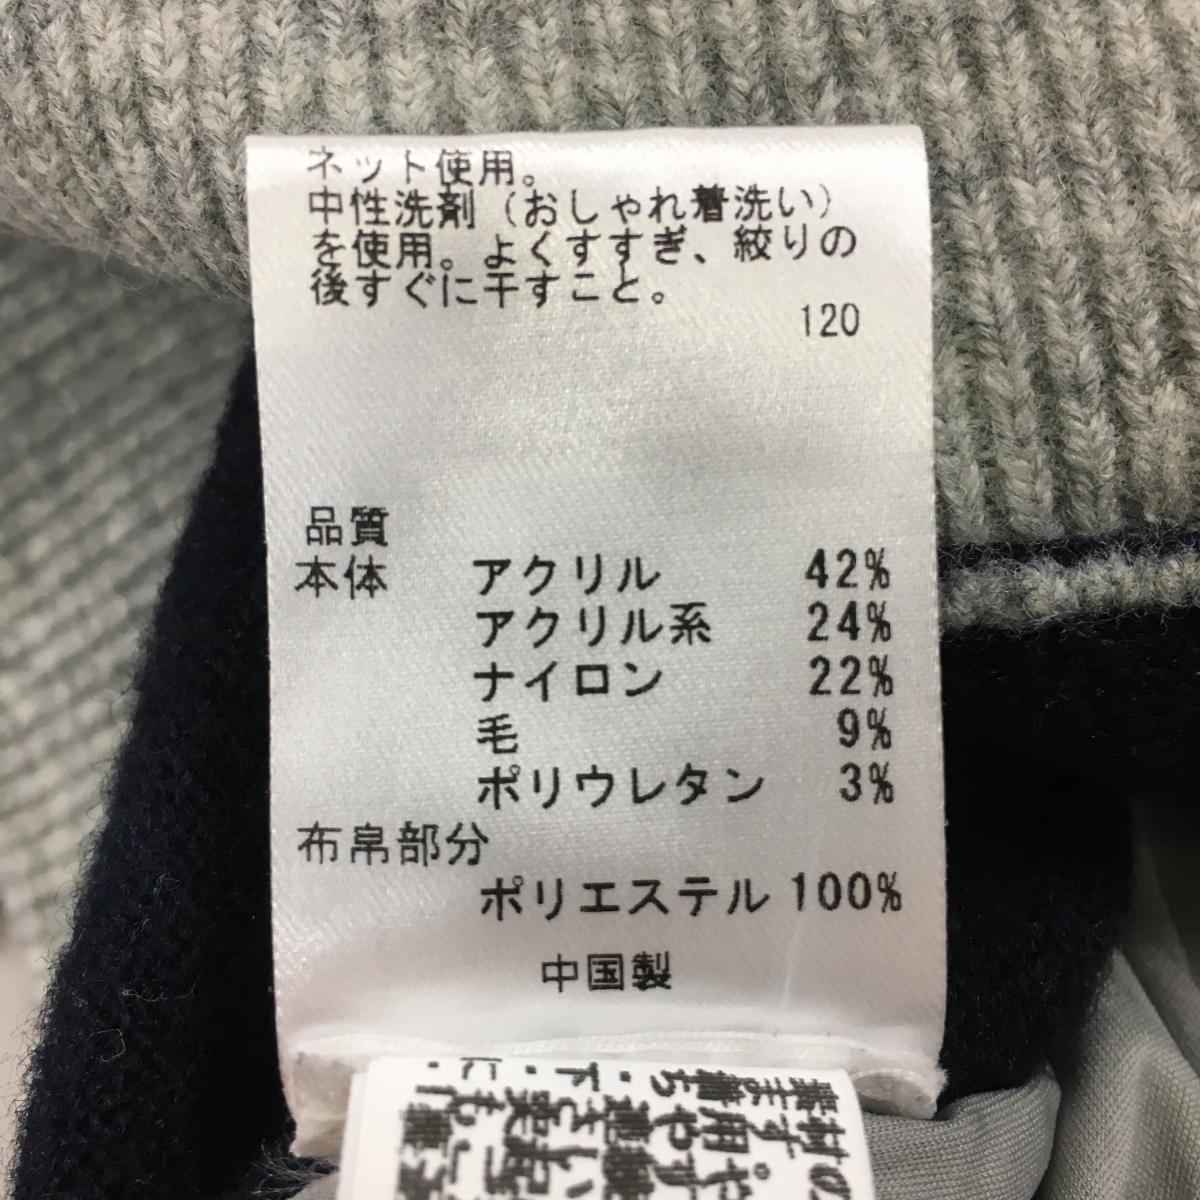 ネット使用。
中性洗剤（おしゃれ着洗い）
を使用。よくすすぎ、絞りの
後すぐに干すこと。
120
品質
本体 アクリル 42%
アクリル系 24%
ナイロン 22%
毛 9%
ポリウレタン 3%
布帛部分
ポリエステル 100%
中国製
素材の